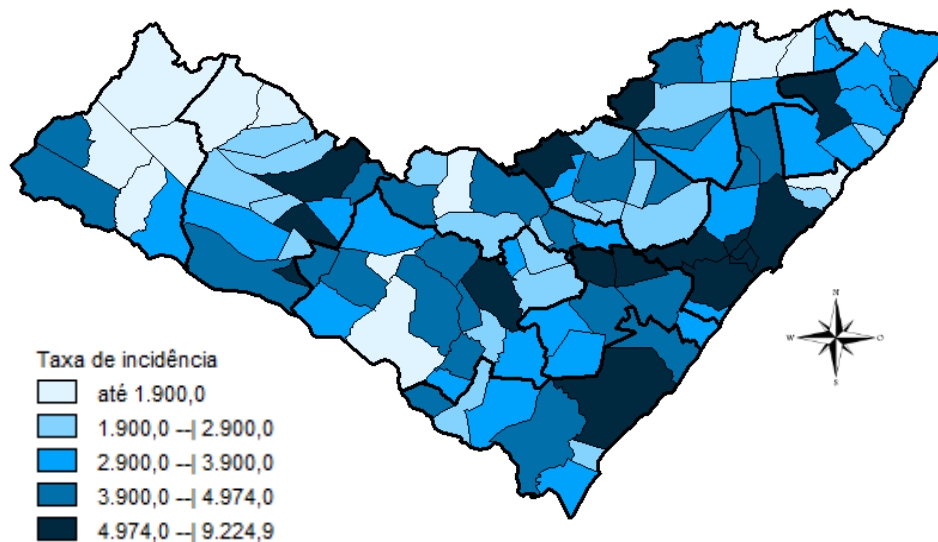 Taxa de incidência
até 1.900,0
1.900,0 --| 2.900,0
2.900,0 --| 3.900,0
3.900,0 --| 4.974,0
4.974,0 --| 9.224,9
N
W
O
S